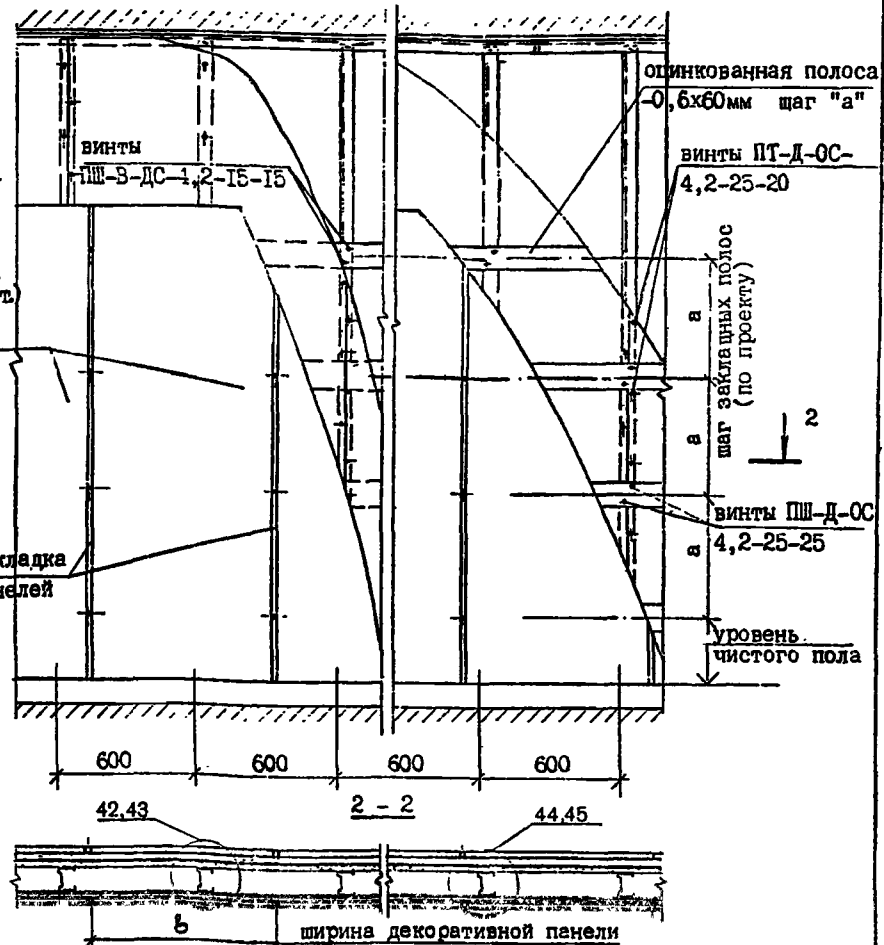 оцинкованная полоса
-0,6х60мм шаг "а"
винты
ПШ-В-ДС-4,2-15-15
винты ПТ-Д-ОС-
4,2-25-20
т.)
а
а
а
шаг закладных полос
(по проекту)
2
винты ПШ-Д-ОС
4,2-25-25
кладка
нелей
уровень
чистого пола
600
600
600
600
2 - 2
42,43
44,45
в
ширина декоративной панели